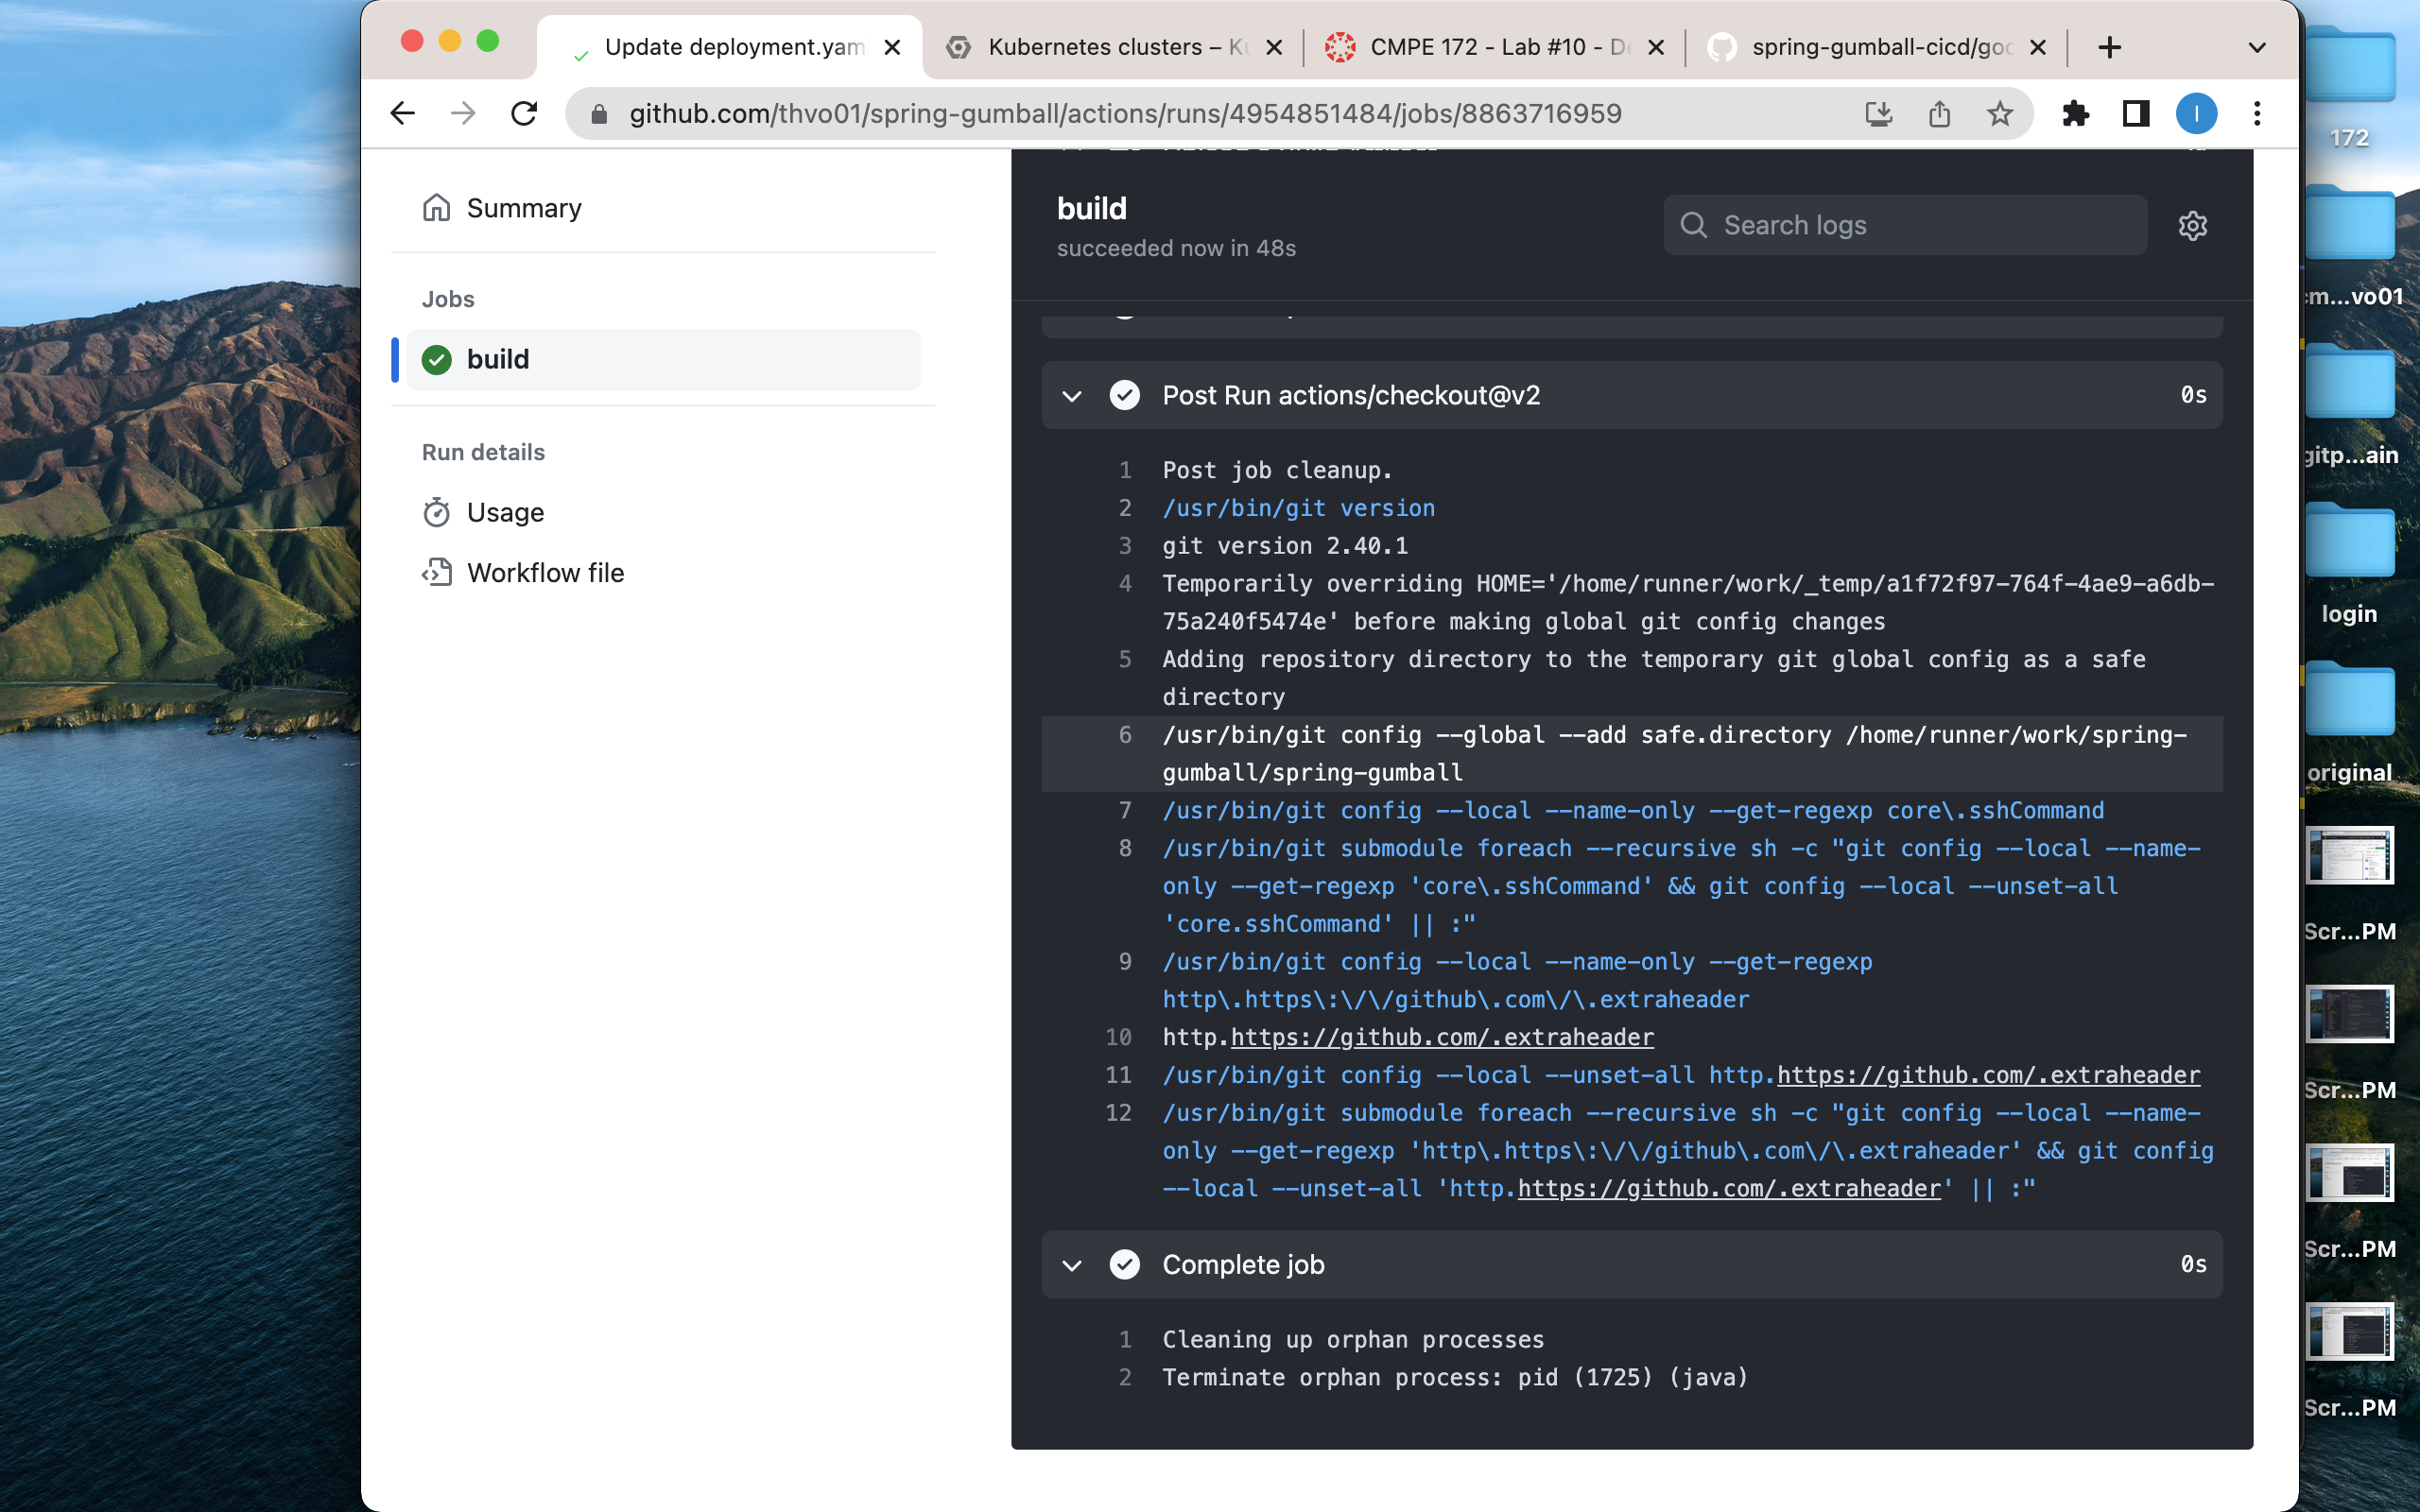 Update deployment.yam
Kubernetes clusters – Ku
CMPE 172 - Lab #10 - De
spring-gumball-cicd/goo
github.com/thvo01/spring-gumball/actions/runs/4954851484/jobs/8863716959
I
Summary
Jobs
build
Run details
Usage
Workflow file
build
succeeded now in 48s
Search logs
Post Run actions/checkout@v2
0s
1 Post job cleanup.
2 /usr/bin/git version
3 git version 2.40.1
4 Temporarily overriding HOME='/home/runner/work/_temp/a1f72f97-764f-4ae9-a6db-
75a240f5474e' before making global git config changes
5 Adding repository directory to the temporary git global config as a safe
directory
6 /usr/bin/git config --global --add safe.directory /home/runner/work/spring-
gumball/spring-gumball
7 /usr/bin/git config --local --name-only --get-regexp core\.sshCommand
8 /usr/bin/git submodule foreach --recursive sh -c "git config --local --name-
only --get-regexp 'core\.sshCommand' && git config --local --unset-all
'core.sshCommand' || :"
9 /usr/bin/git config --local --name-only --get-regexp
http\.https\:\/\/github\.com\/\.extraheader
10 http.https://github.com/.extraheader
11 /usr/bin/git config --local --unset-all http.https://github.com/.extraheader
12 /usr/bin/git submodule foreach --recursive sh -c "git config --local --name-
only --get-regexp 'http\.https\:\/\/github\.com\/\.extraheader' && git config
--local --unset-all 'http.https://github.com/.extraheader' || :"
Complete job
0s
1 Cleaning up orphan processes
2 Terminate orphan process: pid (1725) (java)
172
cm...vo01
gitp...ain
login
original
Scr...PM
Scr...PM
Scr...PM
Scr...PM